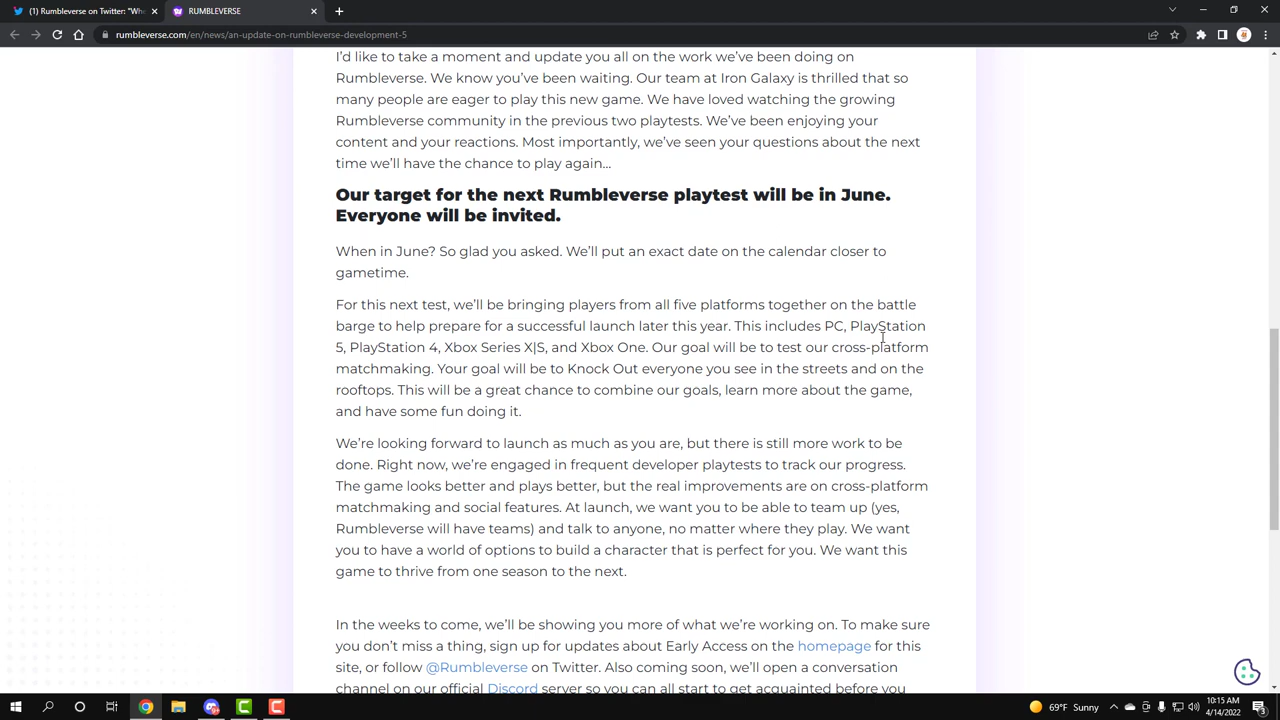 (1) Rumbleverse on Twitter: "Whe
RUMBLEVERSE
rumbleverse.com/en/news/an-update-on-rumbleverse-development-5
I'd like to take a moment and update you all on the work we've been doing on
Rumbleverse. We know you've been waiting. Our team at Iron Galaxy is thrilled that so
many people are eager to play this new game. We have loved watching the growing
Rumbleverse community in the previous two playtests. We've been enjoying your
content and your reactions. Most importantly, we've seen your questions about the next
time we'll have the chance to play again...
Our target for the next Rumbleverse playtest will be in June.
Everyone will be invited.
When in June? So glad you asked. We'll put an exact date on the calendar closer to
gametime.
For this next test, we'll be bringing players from all five platforms together on the battle
barge to help prepare for a successful launch later this year. This includes PC, PlayStation
5, PlayStation 4, Xbox Series X|S, and Xbox One. Our goal will be to test our cross-platform
matchmaking. Your goal will be to Knock Out everyone you see in the streets and on the
rooftops. This will be a great chance to combine our goals, learn more about the game,
and have some fun doing it.
We're looking forward to launch as much as you are, but there is still more work to be
done. Right now, we're engaged in frequent developer playtests to track our progress.
The game looks better and plays better, but the real improvements are on cross-platform
matchmaking and social features. At launch, we want you to be able to team up (yes,
Rumbleverse will have teams) and talk to anyone, no matter where they play. We want
you to have a world of options to build a character that is perfect for you. We want this
game to thrive from one season to the next.
In the weeks to come, we'll be showing you more of what we're working on. To make sure
you don't miss a thing, sign up for updates about Early Access on the homepage for this
site, or follow @Rumbleverse on Twitter. Also coming soon, we'll open a conversation
channel on our official Discord server so you can all start to get acquainted before you
69°F Sunny
10:15 AM
4/14/2022
3